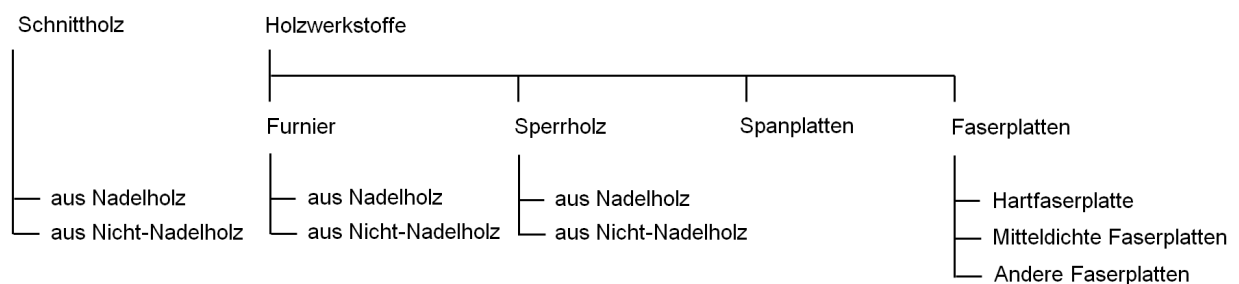 Schnittholz
Holzwerkstoffe
Furnier
Sperrholz
Spanplatten
Faserplatten
aus Nadelholz
aus Nicht-Nadelholz
aus Nadelholz
aus Nicht-Nadelholz
aus Nadelholz
aus Nicht-Nadelholz
Hartfaserplatte
Mitteldichte Faserplatten
Andere Faserplatten